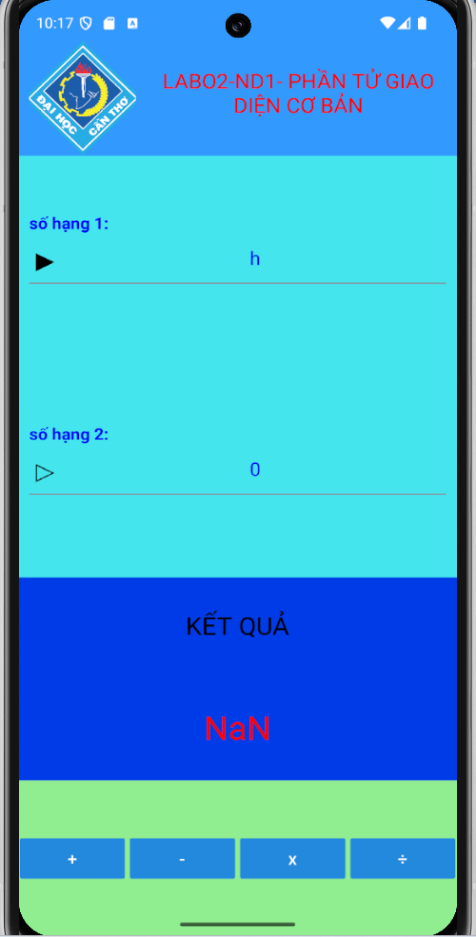 10:17
LABO2-ND1- PHẦN TỬ GIAO
DIỆN CƠ BẢN
ĐẠI HỌC CẦN THƠ
số hạng 1:
h
số hạng 2:
0
KẾT QUẢ
NaN
+ - x ÷